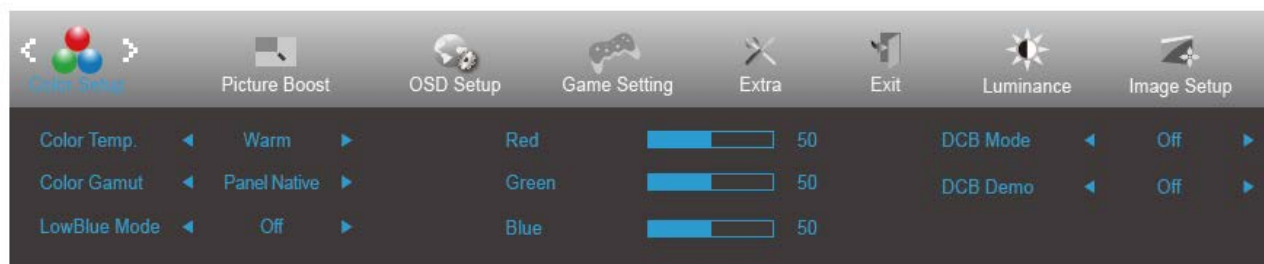 Color Setup Picture Boost OSD Setup Game Setting Extra Exit Luminance Image Setup
Color Temp. Warm Red 50 DCB Mode Off
Color Gamut Panel Native Green 50 DCB Demo Off
LowBlue Mode Off Blue 50